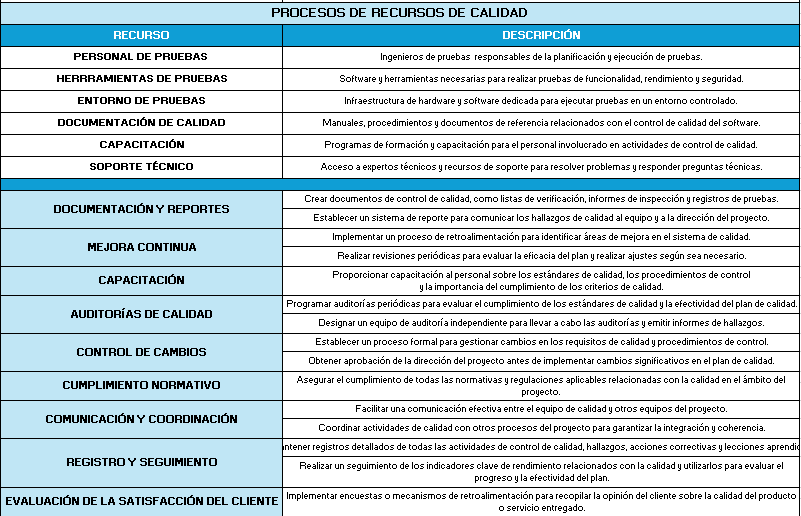 PROCESOS DE RECURSOS DE CALIDAD
RECURSO DESCRIPCIÓN
PERSONAL DE PRUEBAS Ingenieros de pruebas responsables de la planificación y ejecución de pruebas.
HERRRAMIENTAS DE PRUEBAS Software y herramientas necesarias para realizar pruebas de funcionalidad, rendimiento y seguridad.
ENTORNO DE PRUEBAS Infraestructura de hardware y software dedicada para ejecutar pruebas en un entorno controlado.
DOCUMENTACIÓN DE CALIDAD Manuales, procedimientos y documentos de referencia relacionados con el control de calidad del software.
CAPACITACIÓN Programas de formación y capacitación para el personal involucrado en actividades de control de calidad.
SOPORTE TÉCNICO Acceso a expertos técnicos y recursos de soporte para resolver problemas y responder preguntas técnicas.
DOCUMENTACIÓN Y REPORTES
Crear documentos de control de calidad, como listas de verificación, informes de inspección y registros de pruebas.
Establecer un sistema de reporte para comunicar los hallazgos de calidad al equipo y a la dirección del proyecto.
MEJORA CONTINUA
Implementar un proceso de retroalimentación para identificar áreas de mejora en el sistema de calidad.
Realizar revisiones periódicas para evaluar la eficacia del plan y realizar ajustes según sea necesario.
CAPACITACIÓN
Proporcionar capacitación al personal sobre los estándares de calidad, los procedimientos de control
y la importancia del cumplimiento de los criterios de calidad.
AUDITORÍAS DE CALIDAD
Programar auditorías periódicas para evaluar el cumplimiento de los estándares de calidad y la efectividad del plan de calidad.
Designar un equipo de auditoría independiente para llevar a cabo las auditorías y emitir informes de hallazgos.
CONTROL DE CAMBIOS
Establecer un proceso formal para gestionar cambios en los requisitos de calidad y procedimientos de control.
Obtener aprobación de la dirección del proyecto antes de implementar cambios significativos en el plan de calidad.
CUMPLIMIENTO NORMATIVO
Asegurar el cumplimiento de todas las normativas y regulaciones aplicables relacionadas con la calidad en el ámbito del
proyecto.
COMUNICACIÓN Y COORDINACIÓN
Facilitar una comunicación efectiva entre el equipo de calidad y otros equipos del proyecto.
Coordinar actividades de calidad con otros procesos del proyecto para garantizar la integración y coherencia.
REGISTRO Y SEGUIMIENTO
ntener registros detallados de todas las actividades de control de calidad, hallazgos, acciones correctivas y lecciones aprendic
Realizar un seguimiento de los indicadores clave de rendimiento relacionados con la calidad y utilizarlos para evaluar el
progreso y la efectividad del plan.
EVALUACIÓN DE LA SATISFACCIÓN DEL CLIENTE
Implementar encuestas o mecanismos de retroalimentación para recopilar la opinión del cliente sobre la calidad del producto
o servicio entregado.